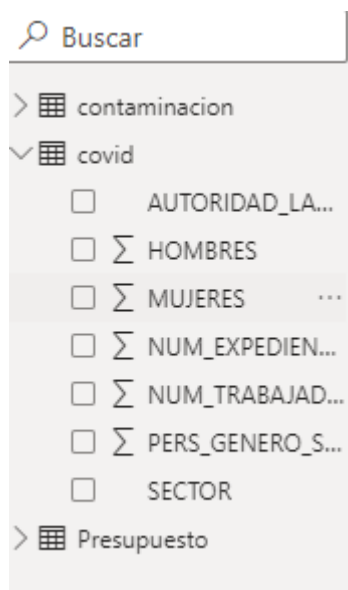 Buscar
contaminacion
covid
AUTORIDAD_LA...
∑ HOMBRES
∑ MUJERES ...
∑ NUM_EXPEDIEN...
∑ NUM_TRABAJAD...
∑ PERS_GENERO_S...
SECTOR
Presupuesto